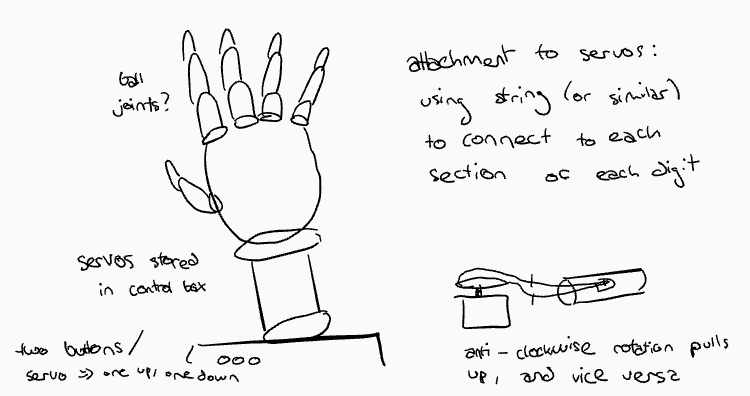 ball
joints?
attachment to servos:
using string (or similar)
to connect to each
section of each digit
servos stored
in control box
two buttons/
servo => one up, one down
anti-clockwise rotation pulls
up, and vice versa